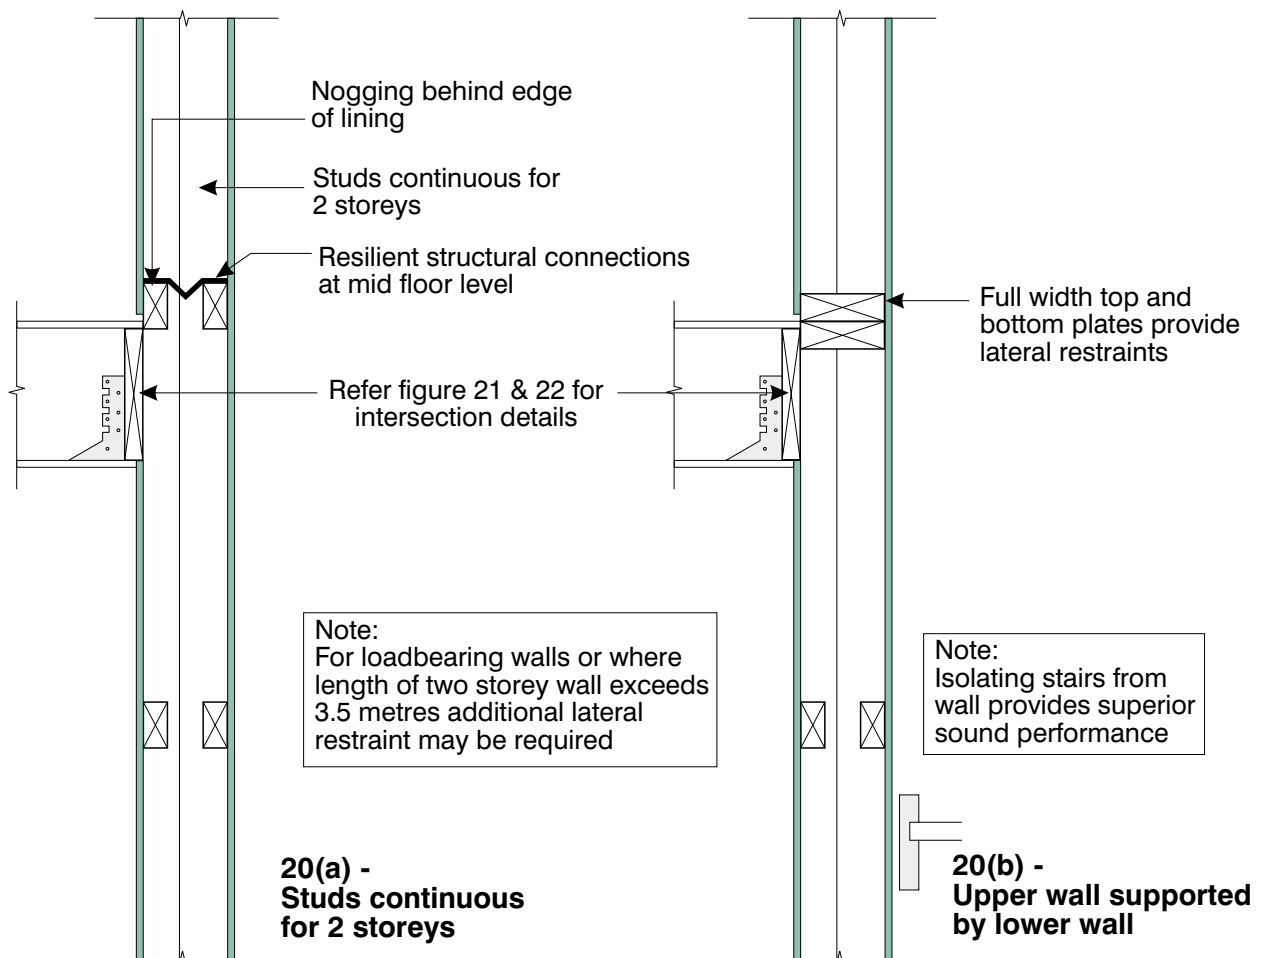 Nogging behind edge
of lining
Studs continuous for
2 storeys
Resilient structural connections
at mid floor level
Full width top and
bottom plates provide
lateral restraints
Refer figure 21 & 22 for
intersection details
Note:
For loadbearing walls or where
length of two storey wall exceeds
3.5 metres additional lateral
restraint may be required
Note:
Isolating stairs from
wall provides superior
sound performance
20(a) -
Studs continuous
for 2 storeys
20(b) -
Upper wall supported
by lower wall